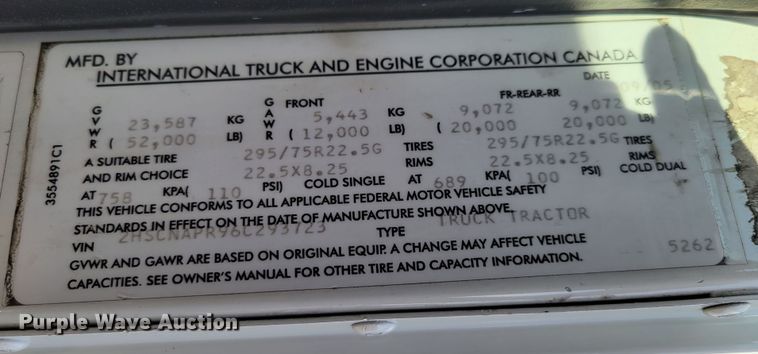 MFD. BY
INTERNATIONAL TRUCK AND ENGINE CORPORATION CANADA
DATE 09/05
GVWR 23,587 KG GAWR FRONT 5,443 KG FR-REAR-RR 9,072 9,072 KG
( 52,000 LB) ( 12,000 LB) ( 20,000 20,000 LB)
A SUITABLE TIRE 295/75R22.5G TIRES 295/75R22.5G TIRES
AND RIM CHOICE 22.5X8.25 RIMS 22.5X8.25 RIMS
AT 758 KPA( 110 PSI) COLD SINGLE AT 689 KPA( 100 PSI) COLD DUAL
THIS VEHICLE CONFORMS TO ALL APPLICABLE FEDERAL MOTOR VEHICLE SAFETY
STANDARDS IN EFFECT ON THE DATE OF MANUFACTURE SHOWN ABOVE.
VIN 2HSCNAPR96C293723 TYPE TRUCK TRACTOR
GVWR AND GAWR ARE BASED ON ORIGINAL EQUIP. A CHANGE MAY AFFECT VEHICLE 5262
CAPACITIES. SEE OWNER'S MANUAL FOR OTHER TIRE AND CAPACITY INFORMATION.
3554891C1
Purple Wave Auction